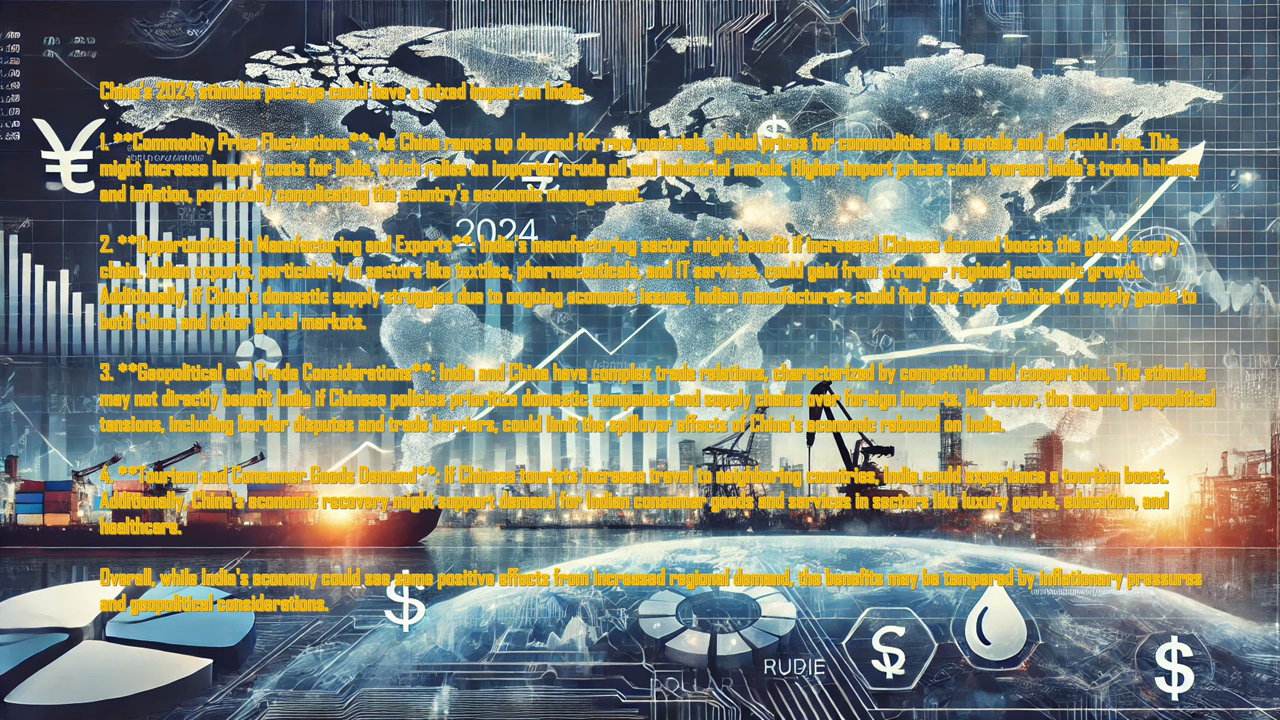 China's 2024 stimulus package could have a mixed impact on India:
1. **Commodity Price Fluctuations**: As China ramps up demand for raw materials, global prices for commodities like metals and oil could rise. This
might increase import costs for India, which relies on imported crude oil and industrial metals. Higher import prices could worsen India's trade balance
and inflation, potentially complicating the country's economic management.
2024
2. **Opportunities in Manufacturing and Exports**: India's manufacturing sector might benefit if increased Chinese demand boosts the global supply
chain. Indian exports, particularly in sectors like textiles, pharmaceuticals, and IT services, could gain from stronger regional economic growth.
Additionally, if China's domestic supply struggles due to ongoing economic issues, Indian manufacturers could find new opportunities to supply goods to
both China and other global markets.
3. **Geopolitical and Trade Considerations**: India and China have complex trade relations, characterized by competition and cooperation. The stimulus
may not directly benefit India if Chinese policies prioritize domestic companies and supply chains over foreign imports. Moreover, the ongoing geopolitical
tensions, including border disputes and trade barriers, could limit the spillover effects of China's economic rebound on India.
4. **Tourism and Consumer Goods Demand**: If Chinese tourists increase travel to neighboring countries, India could experience a tourism boost.
Additionally, China's economic recovery might support demand for Indian consumer goods and services in sectors like luxury goods, education, and
healthcare.
Overall, while India's economy could see some positive effects from increased regional demand, the benefits may be tempered by inflationary pressures
and geopolitical considerations.
RUPIE
DOLLAR